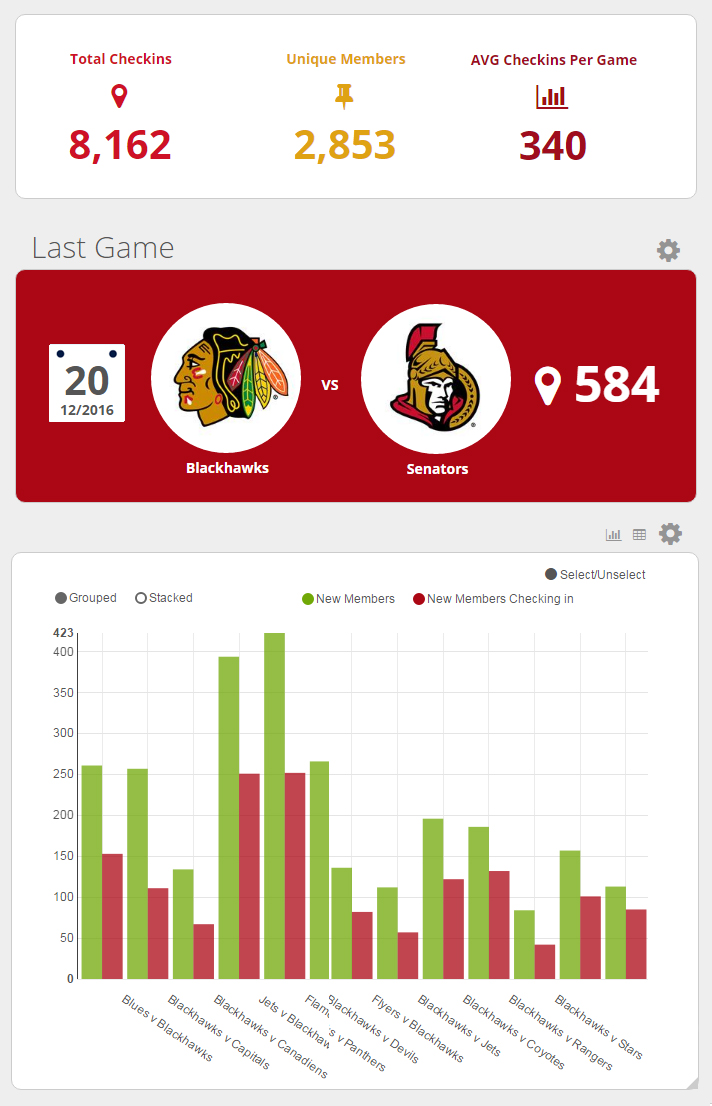 Total Checkins
Unique Members
AVG Checkins Per Game
8,162
2,853
340
Last Game
20
12/2016
VS
584
Blackhawks
Senators
Select/Unselect
Grouped
Stacked
New Members
New Members Checking in
423
400
350
300
250
200
150
100
50
0
Blues v Blackhawks
Blackhawks v Capitals
Blackhawks v Canadiens
Jets v Blackhaw
v Panthers
Blackhawks v Devils
Flyers v Blackhawks
Blackhawks v Jets
Blackhawks v Coyotes
Blackhawks v Rangers
Blackhawks v Stars